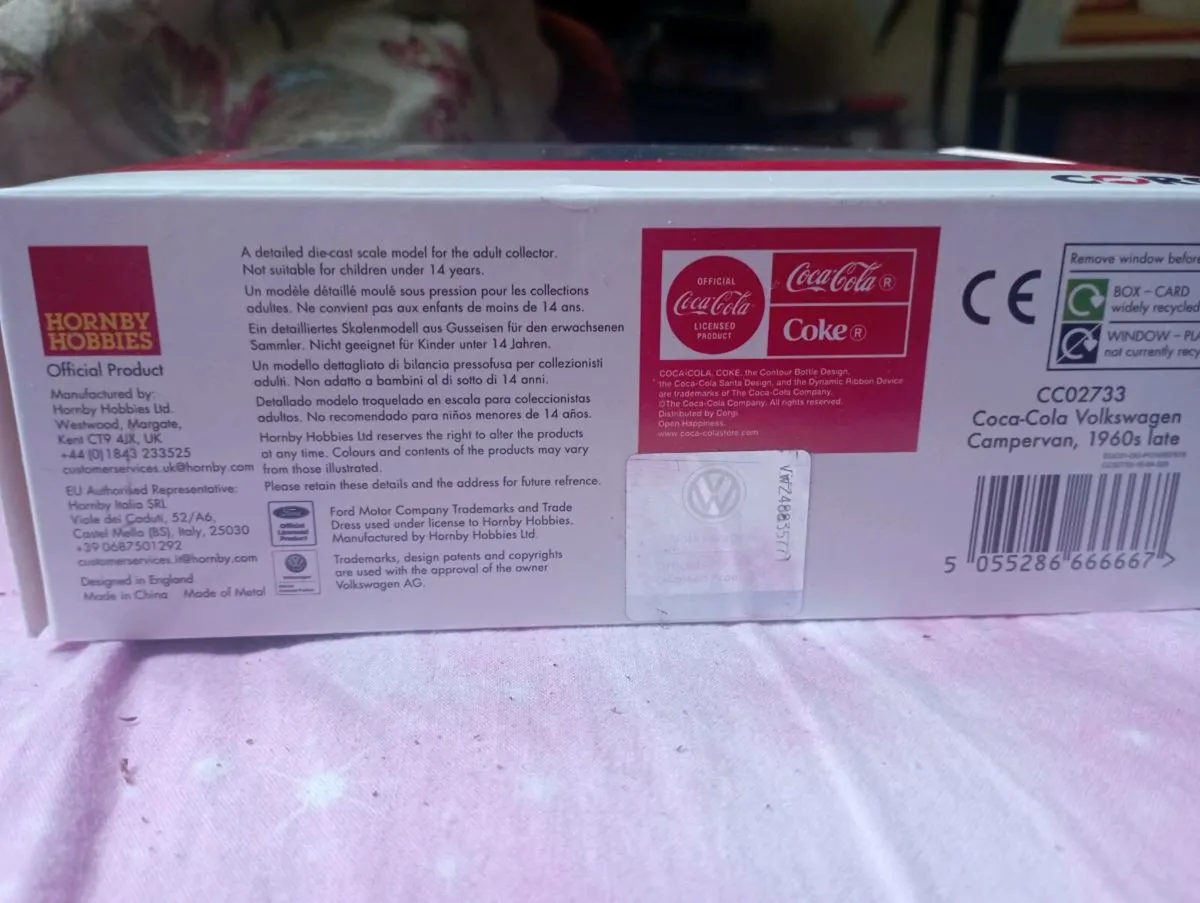 HORNBY
HOBBIES
Official Product
Manufactured by:
Hornby Hobbies Ltd.
Westwood, Margate,
Kent CT9 4JX, UK
+44 (0)1843 233525
customerservices.uk@hornby.com
EU Authorised Representative:
Hornby Italia SRL
Viale dei Caduti, 52/A6,
Castel Mella (BS), Italy, 25030
+39 0687501292
customerservices.it@hornby.com
Designed in England
Made in China Made of Metal
A detailed die-cast scale model for the adult collector.
Not suitable for children under 14 years.
Un modèle détaillé moulé sous pression pour les collections
adultes. Ne convient pas aux enfants de moins de 14 ans.
Ein detailliertes Skalenmodell aus Gusseisen für den erwachsenen
Sammler. Nicht geeignet für Kinder unter 14 Jahren.
Un modello dettagliato di bilancia pressofusa per collezionisti
adulti. Non adatto a bambini al di sotto di 14 anni.
Detallado modelo troquelado en escala para coleccionistas
adultos. No recomendado para niños menores de 14 años.
Hornby Hobbies Ltd reserves the right to alter the products
at any time. Colours and contents of the products may vary
from those illustrated.
Please retain these details and the address for future refrence.
Ford
Official
Licensed
Product
Ford Motor Company Trademarks and Trade
Dress used under license to Hornby Hobbies.
Manufactured by Hornby Hobbies Ltd.
Volkswagen
Trademarks, design patents and copyrights
are used with the approval of the owner
Volkswagen AG.
OFFICIAL
Coca-Cola
LICENSED
PRODUCT
Coca-Cola ®
Coke ®
COCA-COLA, COKE, the Contour Bottle Design,
the Coca-Cola Santa Design, and the Dynamic Ribbon Device
are trademarks of The Coca-Cola Company.
©The Coca-Cola Company. All rights reserved.
Distributed by Corgi
Open Happiness.
www.coca-colastore.com
VW24883577
CE
Remove window before
BOX – CARD
widely recycled
WINDOW –
not currently
CC02733
Coca-Cola Volkswagen
Campervan, 1960s late
5 055286 666667 >